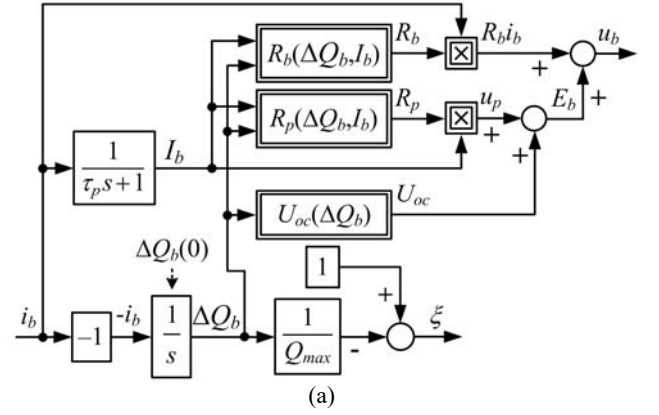 R_b
R_b i_b
u_b
R_b(ΔQ_b,I_b)
×
+
+
R_p
u_p
E_b
R_p(ΔQ_b,I_b)
×
+
1
I_b
+
τ_p s+1
U_oc
U_oc(ΔQ_b)
ΔQ_b(0)
1
+
i_b
-i_b
1
ΔQ_b
1
ξ
−1
s
Q_max
-
(a)